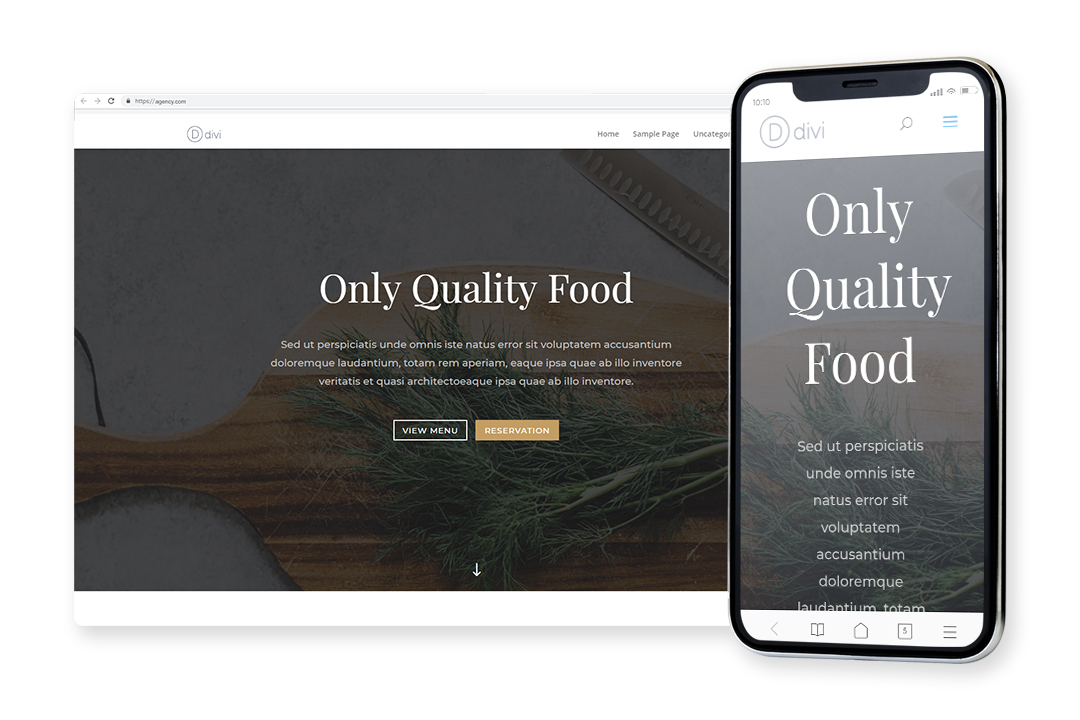 https://agency.com
D divi
Home Sample Page Uncategor
Only Quality Food
Sed ut perspiciatis unde omnis iste natus error sit voluptatem accusantium
doloremque laudantium, totam rem aperiam, eaque ipsa quae ab illo inventore
veritatis et quasi architectoeaque ipsa quae ab illo inventore.
VIEW MENU RESERVATION
10:10
D divi
Only
Quality
Food
Sed ut perspiciatis
unde omnis iste
natus error sit
voluptatem
accusantium
doloremque
laudantium, totam
5